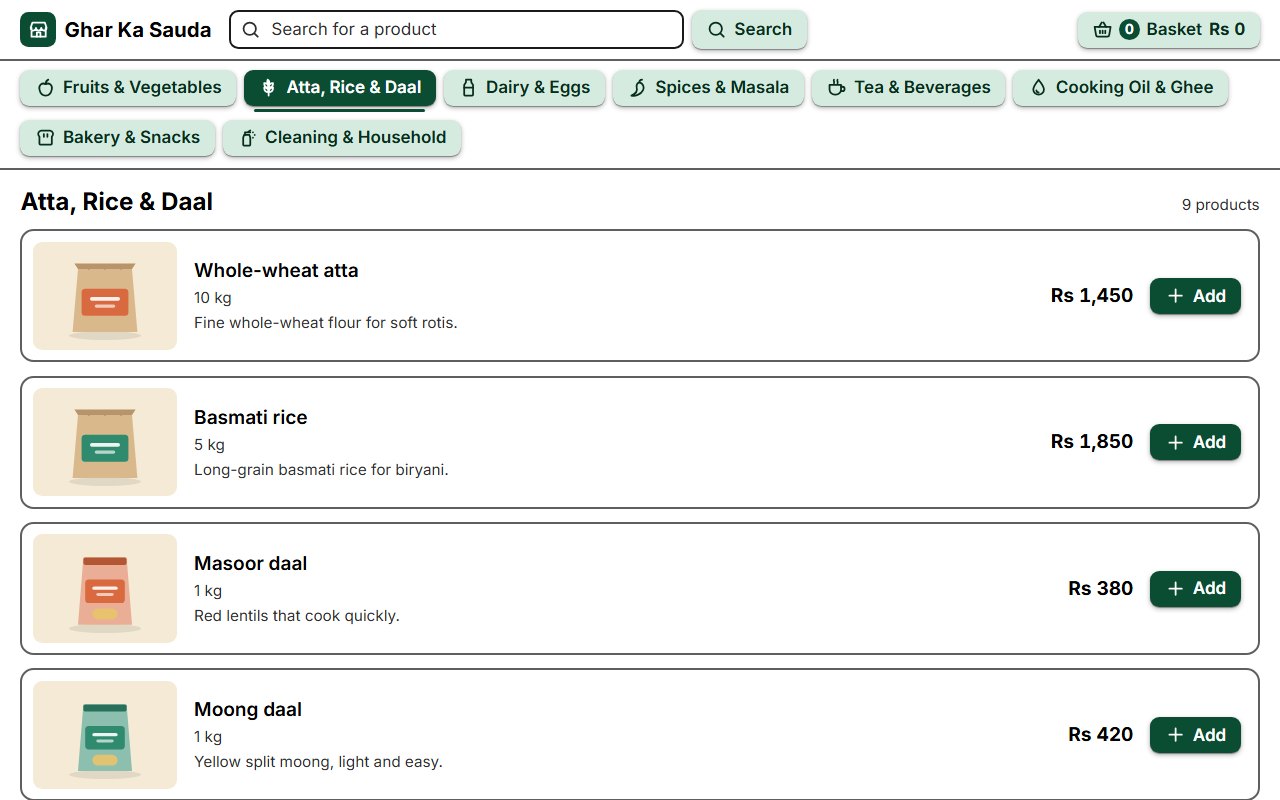 Ghar Ka Sauda
Search for a product
Search
0 Basket Rs 0
Fruits & Vegetables
Atta, Rice & Daal
Dairy & Eggs
Spices & Masala
Tea & Beverages
Cooking Oil & Ghee
Bakery & Snacks
Cleaning & Household
Atta, Rice & Daal
9 products
Whole-wheat atta
10 kg
Fine whole-wheat flour for soft rotis.
Rs 1,450
Add
Basmati rice
5 kg
Long-grain basmati rice for biryani.
Rs 1,850
Add
Masoor daal
1 kg
Red lentils that cook quickly.
Rs 380
Add
Moong daal
1 kg
Yellow split moong, light and easy.
Rs 420
Add